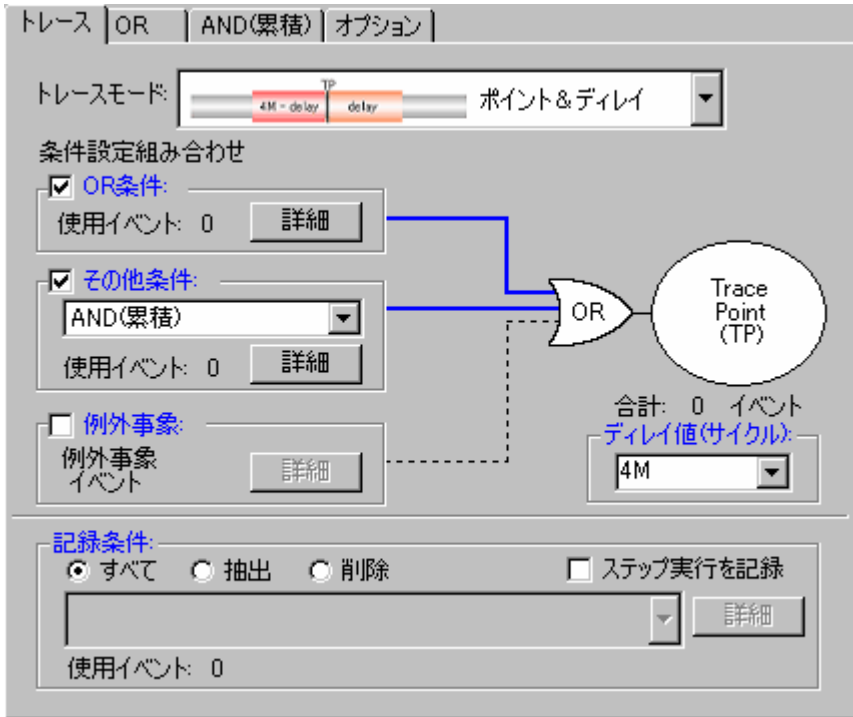 トレース OR AND(累積) オプション
トレースモード: 4M - delay TP delay ポイント&ディレイ
条件設定組み合わせ
OR条件:
使用イベント: 0 詳細
その他条件:
AND(累積)
使用イベント: 0 詳細
例外事象:
例外事象
イベント
詳細
OR
Trace
Point
(TP)
合計: 0 イベント
ディレイ値(サイクル):
4M
記録条件:
すべて 抽出 削除 ステップ実行を記録
詳細
使用イベント: 0